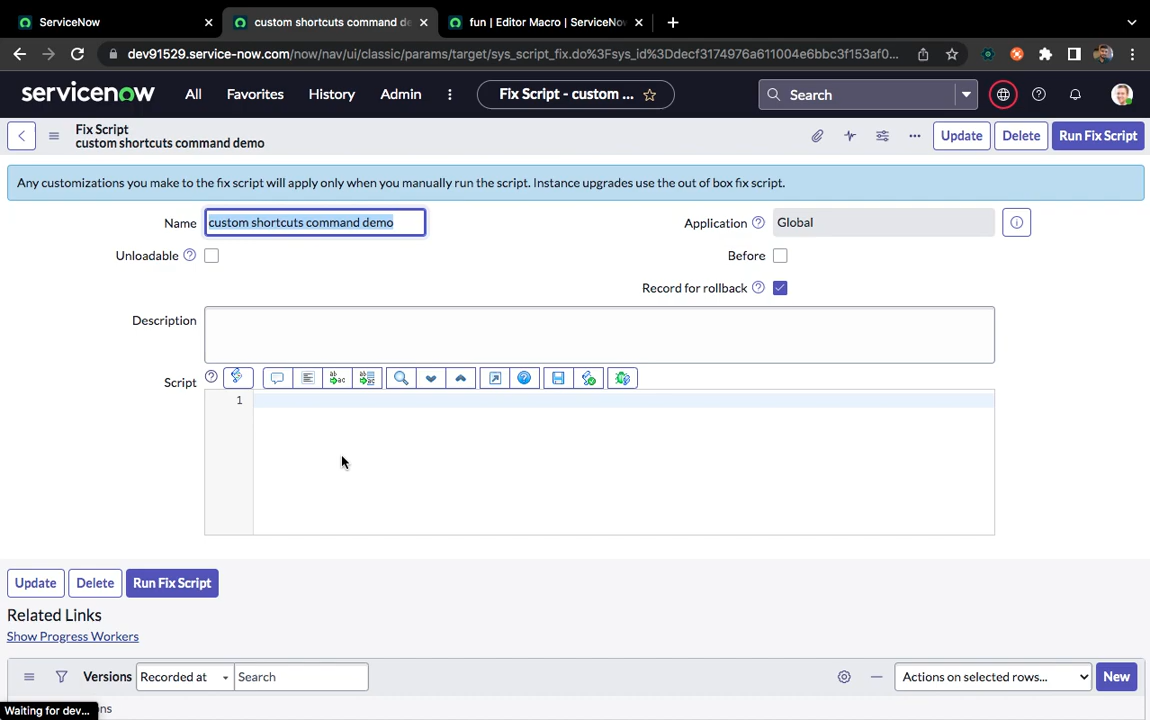 ServiceNow
custom shortcuts command de
fun | Editor Macro | ServiceNow
dev91529.service-now.com/now/nav/ui/classic/params/target/sys_script_fix.do%3Fsys_id%3Ddecf3174976a611004e6bbc3f153af0...
servicenow
All
Favorites
History
Admin
Fix Script - custom ...
Search
Fix Script
custom shortcuts command demo
Update
Delete
Run Fix Script
Any customizations you make to the fix script will apply only when you manually run the script. Instance upgrades use the out of box fix script.
Name
custom shortcuts command demo
Application
Global
Unloadable
Before
Record for rollback
Description
Script
1
Update
Delete
Run Fix Script
Related Links
Show Progress Workers
Versions
Recorded at
Search
Actions on selected rows...
New
Waiting for dev...
ons